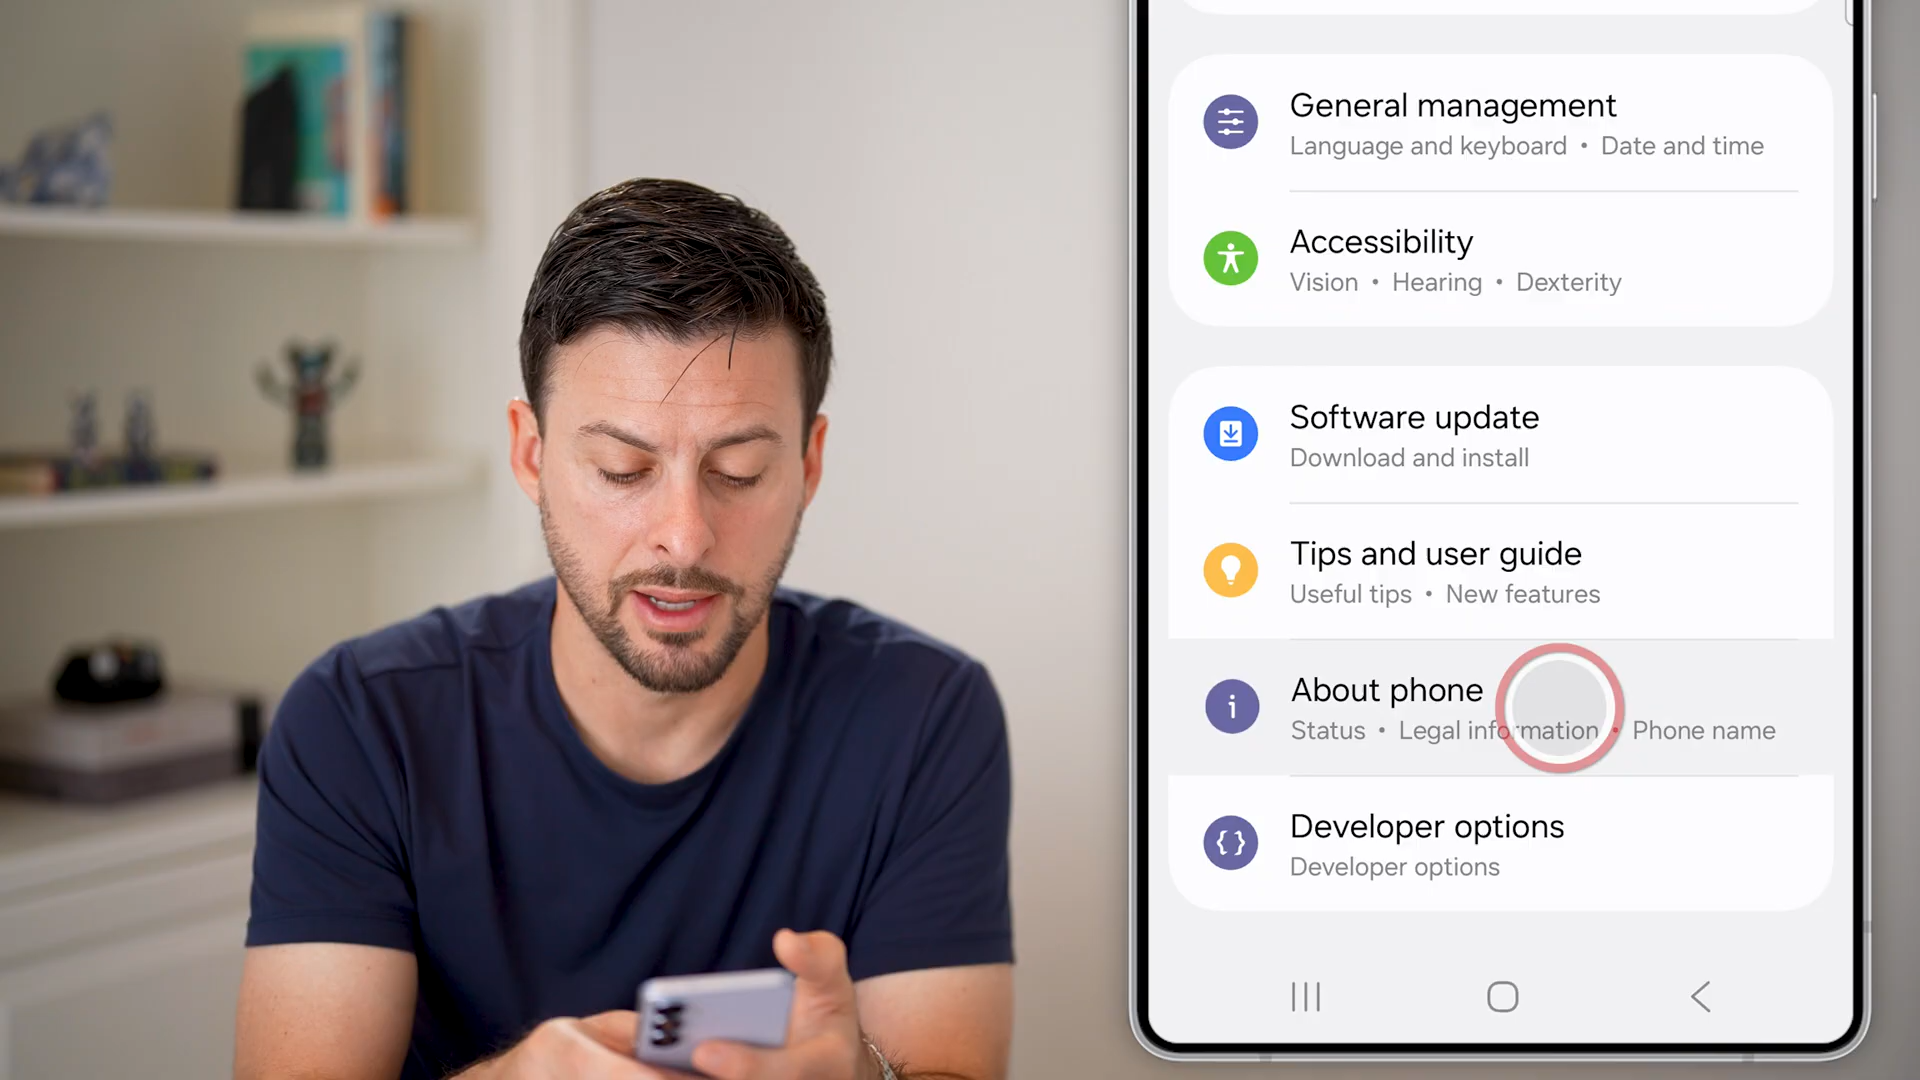 General management
Language and keyboard • Date and time
Accessibility
Vision • Hearing • Dexterity
Software update
Download and install
Tips and user guide
Useful tips • New features
About phone
Status • Legal information • Phone name
Developer options
Developer options